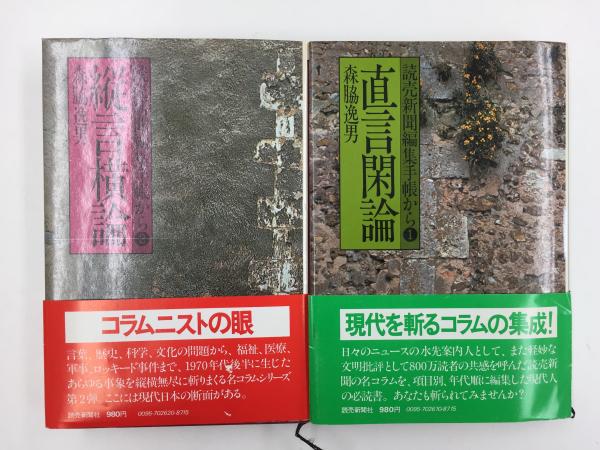 縦言横論
森脇逸男
コラムニストの眼
言葉、歴史、科学、文化の問題から、福祉、医療、
軍事、ロッキード事件まで、1970年代後半に生じた
あらゆる事象を縦横無尽に斬りまくる名コラムシリーズ
第2弾。ここには現代日本の断面がある。
読売新聞社 980円 0095-702620-8715
読売新聞編集手帳から❶
直言閑論
森脇逸男
現代を斬るコラムの集成!
日々のニュースの水先案内人として、また軽妙な
文明批評として800万読者の共感を呼んだ読売新
聞の名コラムを、項目別、年代順に編集した現代人
の必読書。あなたも斬られてみませんか?
読売新聞社 980円 0095-702610-8715